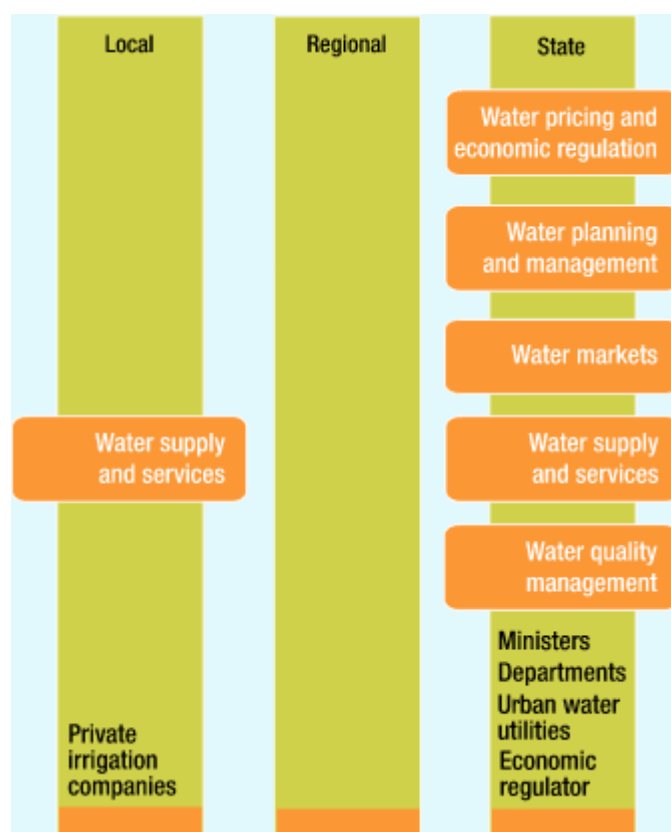 Local
Regional
State
Water pricing and
economic regulation
Water planning
and management
Water markets
Water supply
and services
Water supply
and services
Water quality
management
Ministers
Departments
Urban water
utilities
Economic
regulator
Private
irrigation
companies